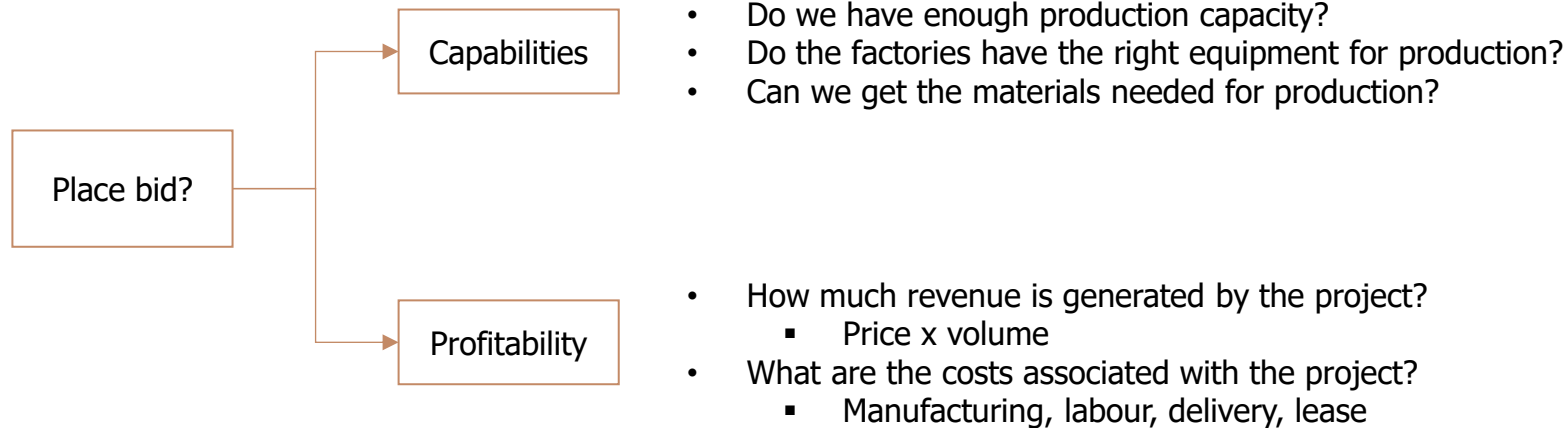 Place bid?
Capabilities
• Do we have enough production capacity?
• Do the factories have the right equipment for production?
• Can we get the materials needed for production?
Profitability
• How much revenue is generated by the project?
▪ Price x volume
• What are the costs associated with the project?
▪ Manufacturing, labour, delivery, lease